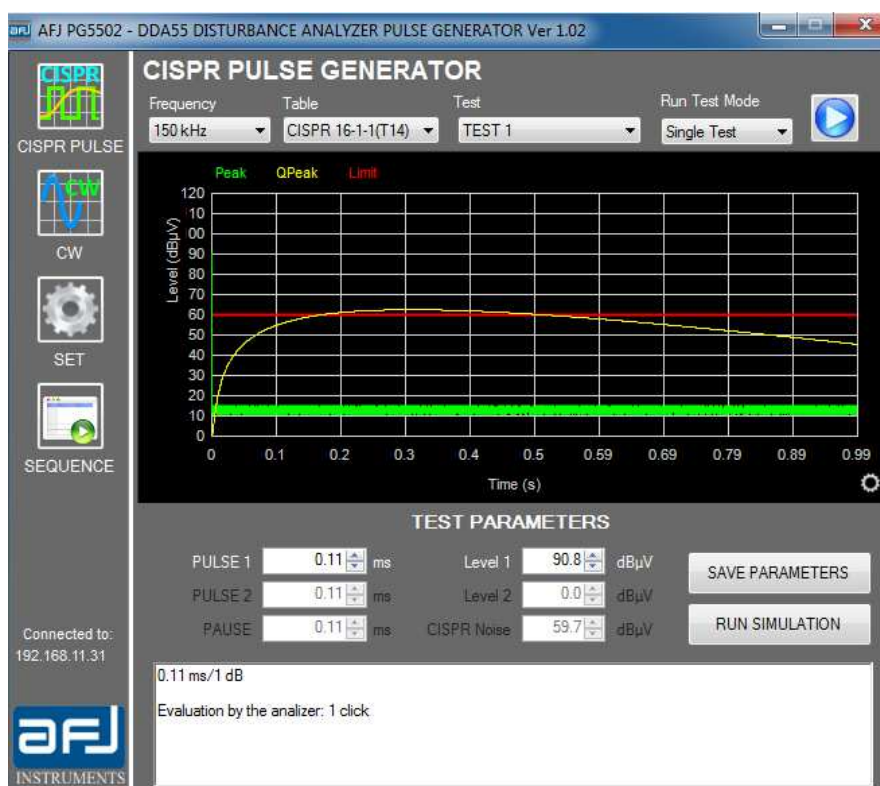 AFJ PG5502 - DDA55 DISTURBANCE ANALYZER PULSE GENERATOR Ver 1.02
CISPR
CISPR PULSE
CW
CW
SET
SEQUENCE
Connected to:
192.168.11.31
aFJ
INSTRUMENTS
CISPR PULSE GENERATOR
Frequency Table Test Run Test Mode
150 kHz CISPR 16-1-1(T14) TEST 1 Single Test
Peak QPeak Limit
Level (dBµV)
120
10
00
90
80
70
60
50
40
30
20
10
0
0 0.1 0.2 0.3 0.4 0.5 0.59 0.69 0.79 0.89 0.99
Time (s)
TEST PARAMETERS
PULSE 1 0.11 ms Level 1 90.8 dBµV
PULSE 2 0.11 ms Level 2 0.0 dBµV
PAUSE 0.11 ms CISPR Noise 59.7 dBµV
SAVE PARAMETERS
RUN SIMULATION
0.11 ms/1 dB
Evaluation by the analizer: 1 click